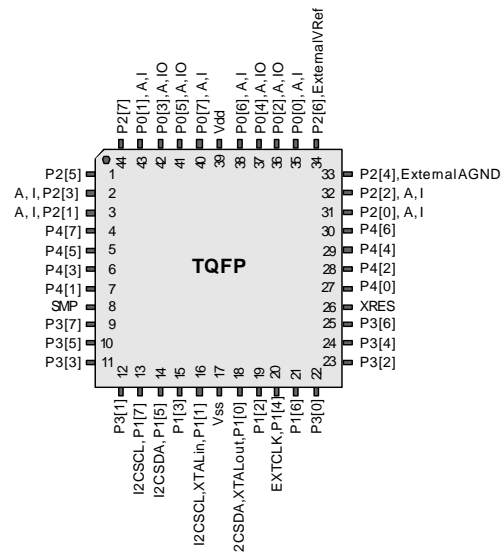 P2[7]
P0[1], A, I
P0[3], A, IO
P0[5], A, IO
P0[7], A, I
Vdd
P0[6], A, I
P0[4], A, IO
P0[2], A, IO
P0[0], A, I
P2[6], External VRef
44
43
42
41
40
39
38
37
36
35
34
P2[5] 1
A, I, P2[3] 2
A, I, P2[1] 3
P4[7] 4
P4[5] 5
P4[3] 6
P4[1] 7
SMP 8
P3[7] 9
P3[5] 10
P3[3] 11
TQFP
33 P2[4], External AGND
32 P2[2], A, I
31 P2[0], A, I
30 P4[6]
29 P4[4]
28 P4[2]
27 P4[0]
26 XRES
25 P3[6]
24 P3[4]
23 P3[2]
12
13
14
15
16
17
18
19
20
21
22
P3[1]
I2CSCL, P1[7]
I2CSDA, P1[5]
P1[3]
I2CSCL, XTALin, P1[1]
Vss
2CSDA, XTALout, P1[0]
P1[2]
EXTCLK, P1[4]
P1[6]
P3[0]